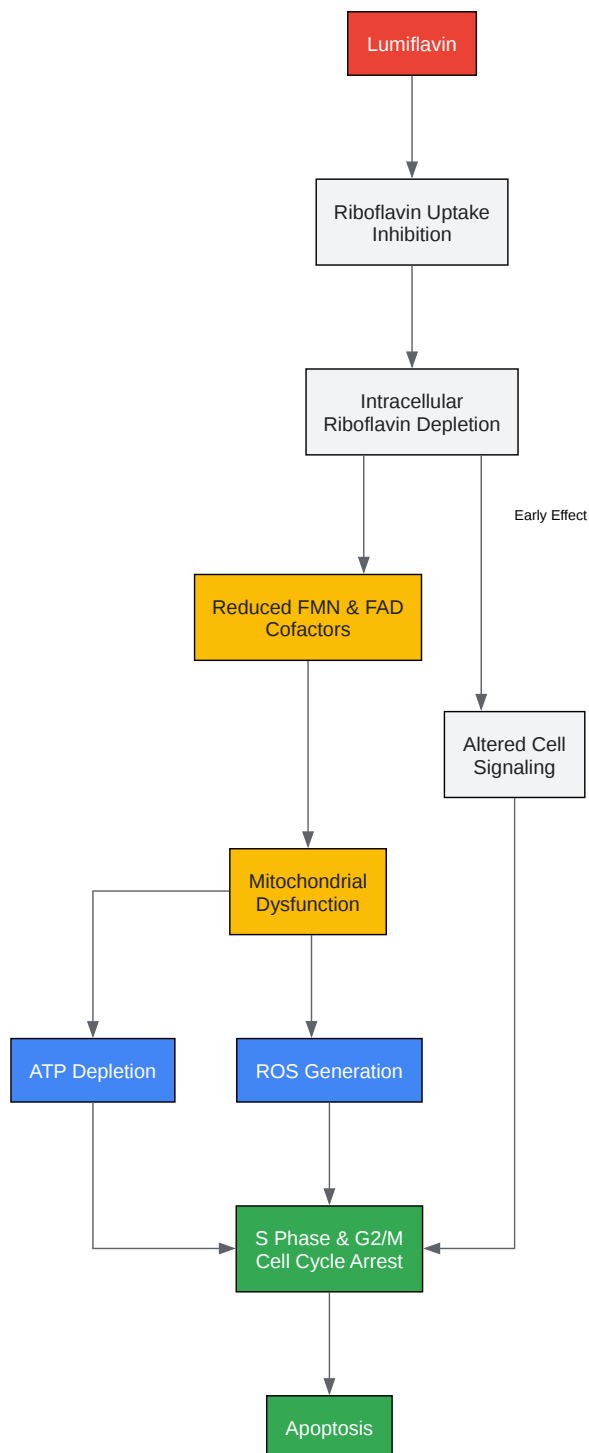 Lumiflavin
Riboflavin Uptake
Inhibition
Intracellular
Riboflavin Depletion
Early Effect
Reduced FMN & FAD
Cofactors
Altered Cell
Signaling
Mitochondrial
Dysfunction
ATP Depletion
ROS Generation
S Phase & G2/M
Cell Cycle Arrest
Apoptosis